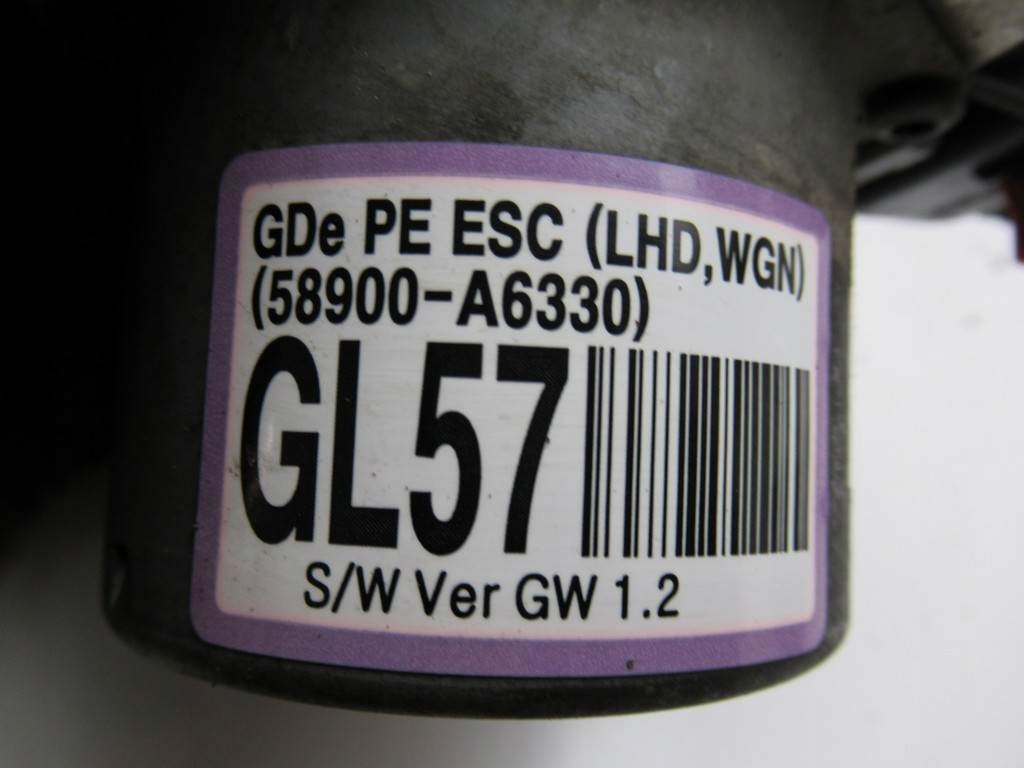 GDe PE ESC (LHD,WGN)
(58900-A6330)
GL57
S/W Ver GW 1.2